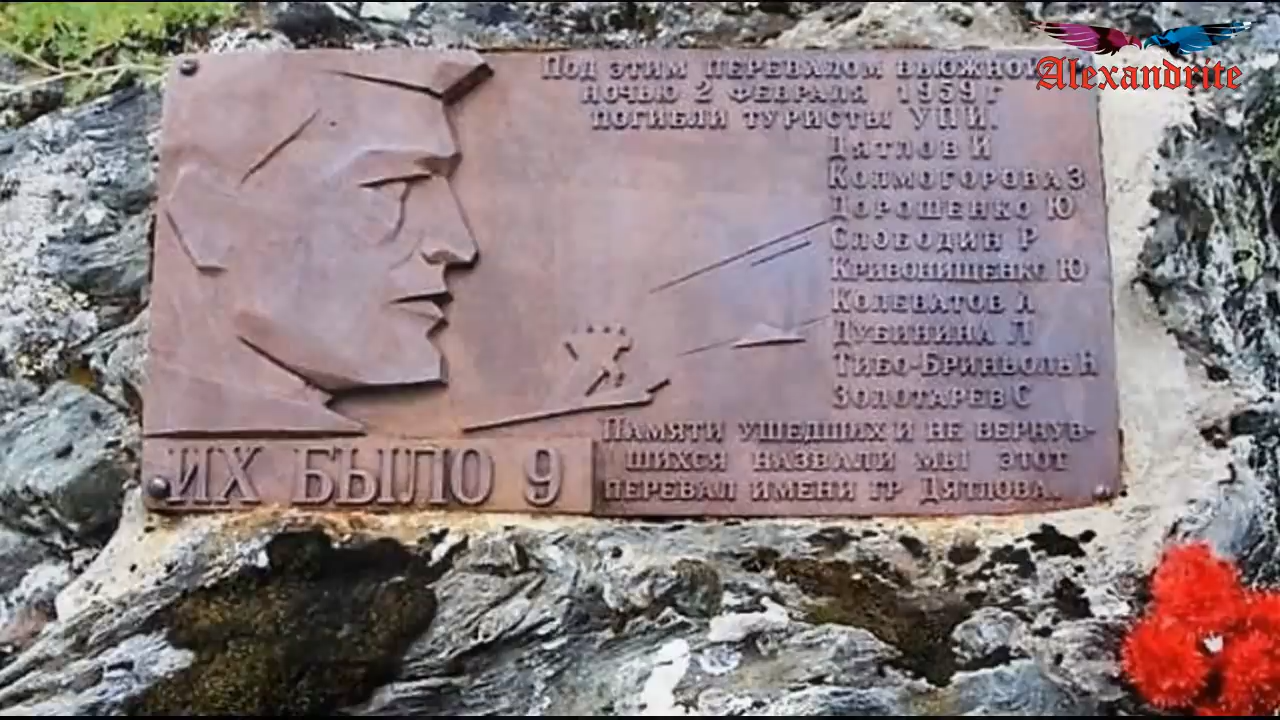 Alexandrite
Под этим перевалом вьюжной
ночью 2 февраля 1959 г
погибли туристы УПИ.
Дятлов И
Колмогорова З
Дорошенко Ю
Слободин Р
Кривонищенко Ю
Колеватов А
Дубинина Л
Тибо-Бриньоль Н
Золотарев С
Памяти ушедших и не вернув-
шихся назвали мы этот
перевал имени гр Дятлова.
ИХ БЫЛО 9